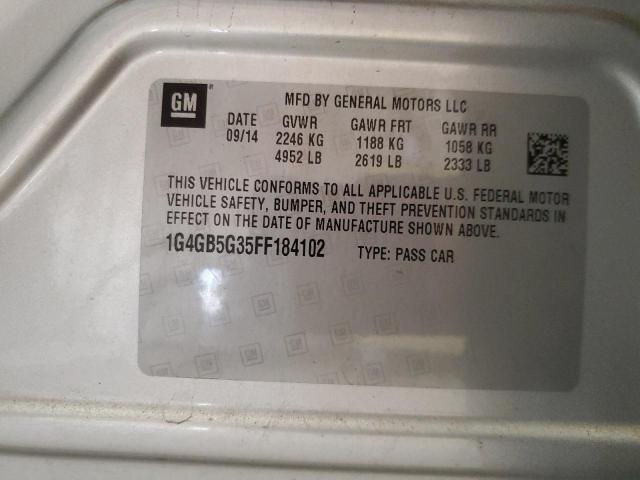 GM
MFD BY GENERAL MOTORS LLC
DATE GVWR GAWR FRT GAWR RR
09/14 2246 KG 1188 KG 1058 KG
4952 LB 2619 LB 2333 LB
THIS VEHICLE CONFORMS TO ALL APPLICABLE U.S. FEDERAL MOTOR
VEHICLE SAFETY, BUMPER, AND THEFT PREVENTION STANDARDS IN
EFFECT ON THE DATE OF MANUFACTURE SHOWN ABOVE.
1G4GB5G35FF184102 TYPE: PASS CAR